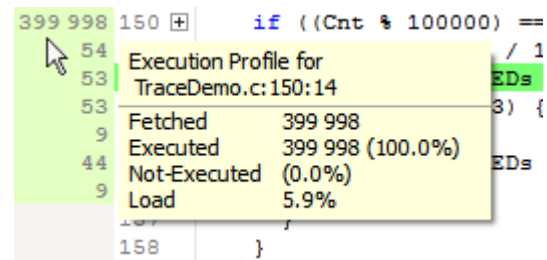 399 998 150 if ((Cnt % 100000) ==
54 / 1
Execution Profile for
TraceDemo.c:150:14
53 EDs
53 3) {
Fetched 399 998
9
Executed 399 998 (100.0%)
44 EDs
Not-Executed (0.0%)
9
Load 5.9%
}
158 }